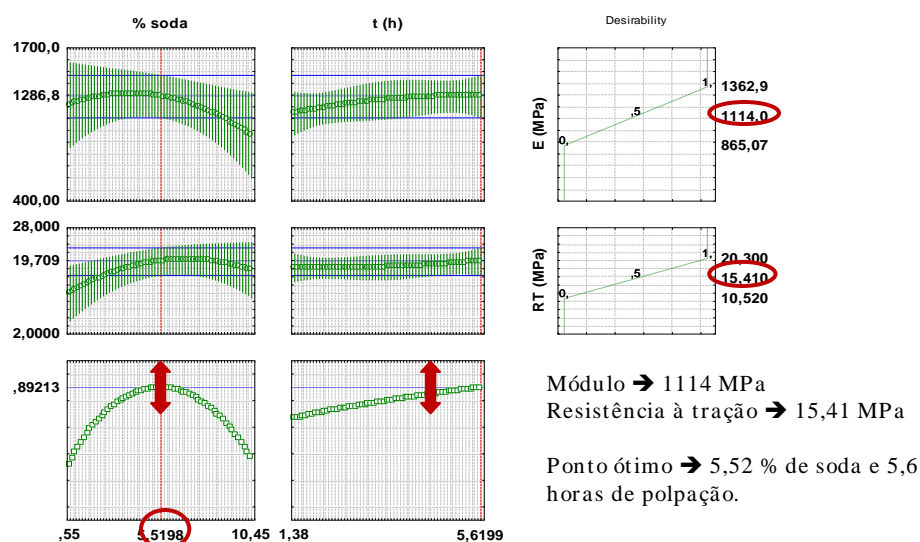 % soda
t (h)
Desirability
1700,0
1286,8
400,00
E (MPa)
0,
,5
1,
1362,9
1114,0
865,07
28,000
19,709
2,0000
RT (MPa)
0,
,5
1,
20,300
15,410
10,520
,89213
,55
5,5198
10,45
1,38
5,6199
Módulo ➔ 1114 MPa
Resistência à tração ➔ 15,41 MPa
Ponto ótimo ➔ 5,52 % de soda e 5,6
horas de polpação.